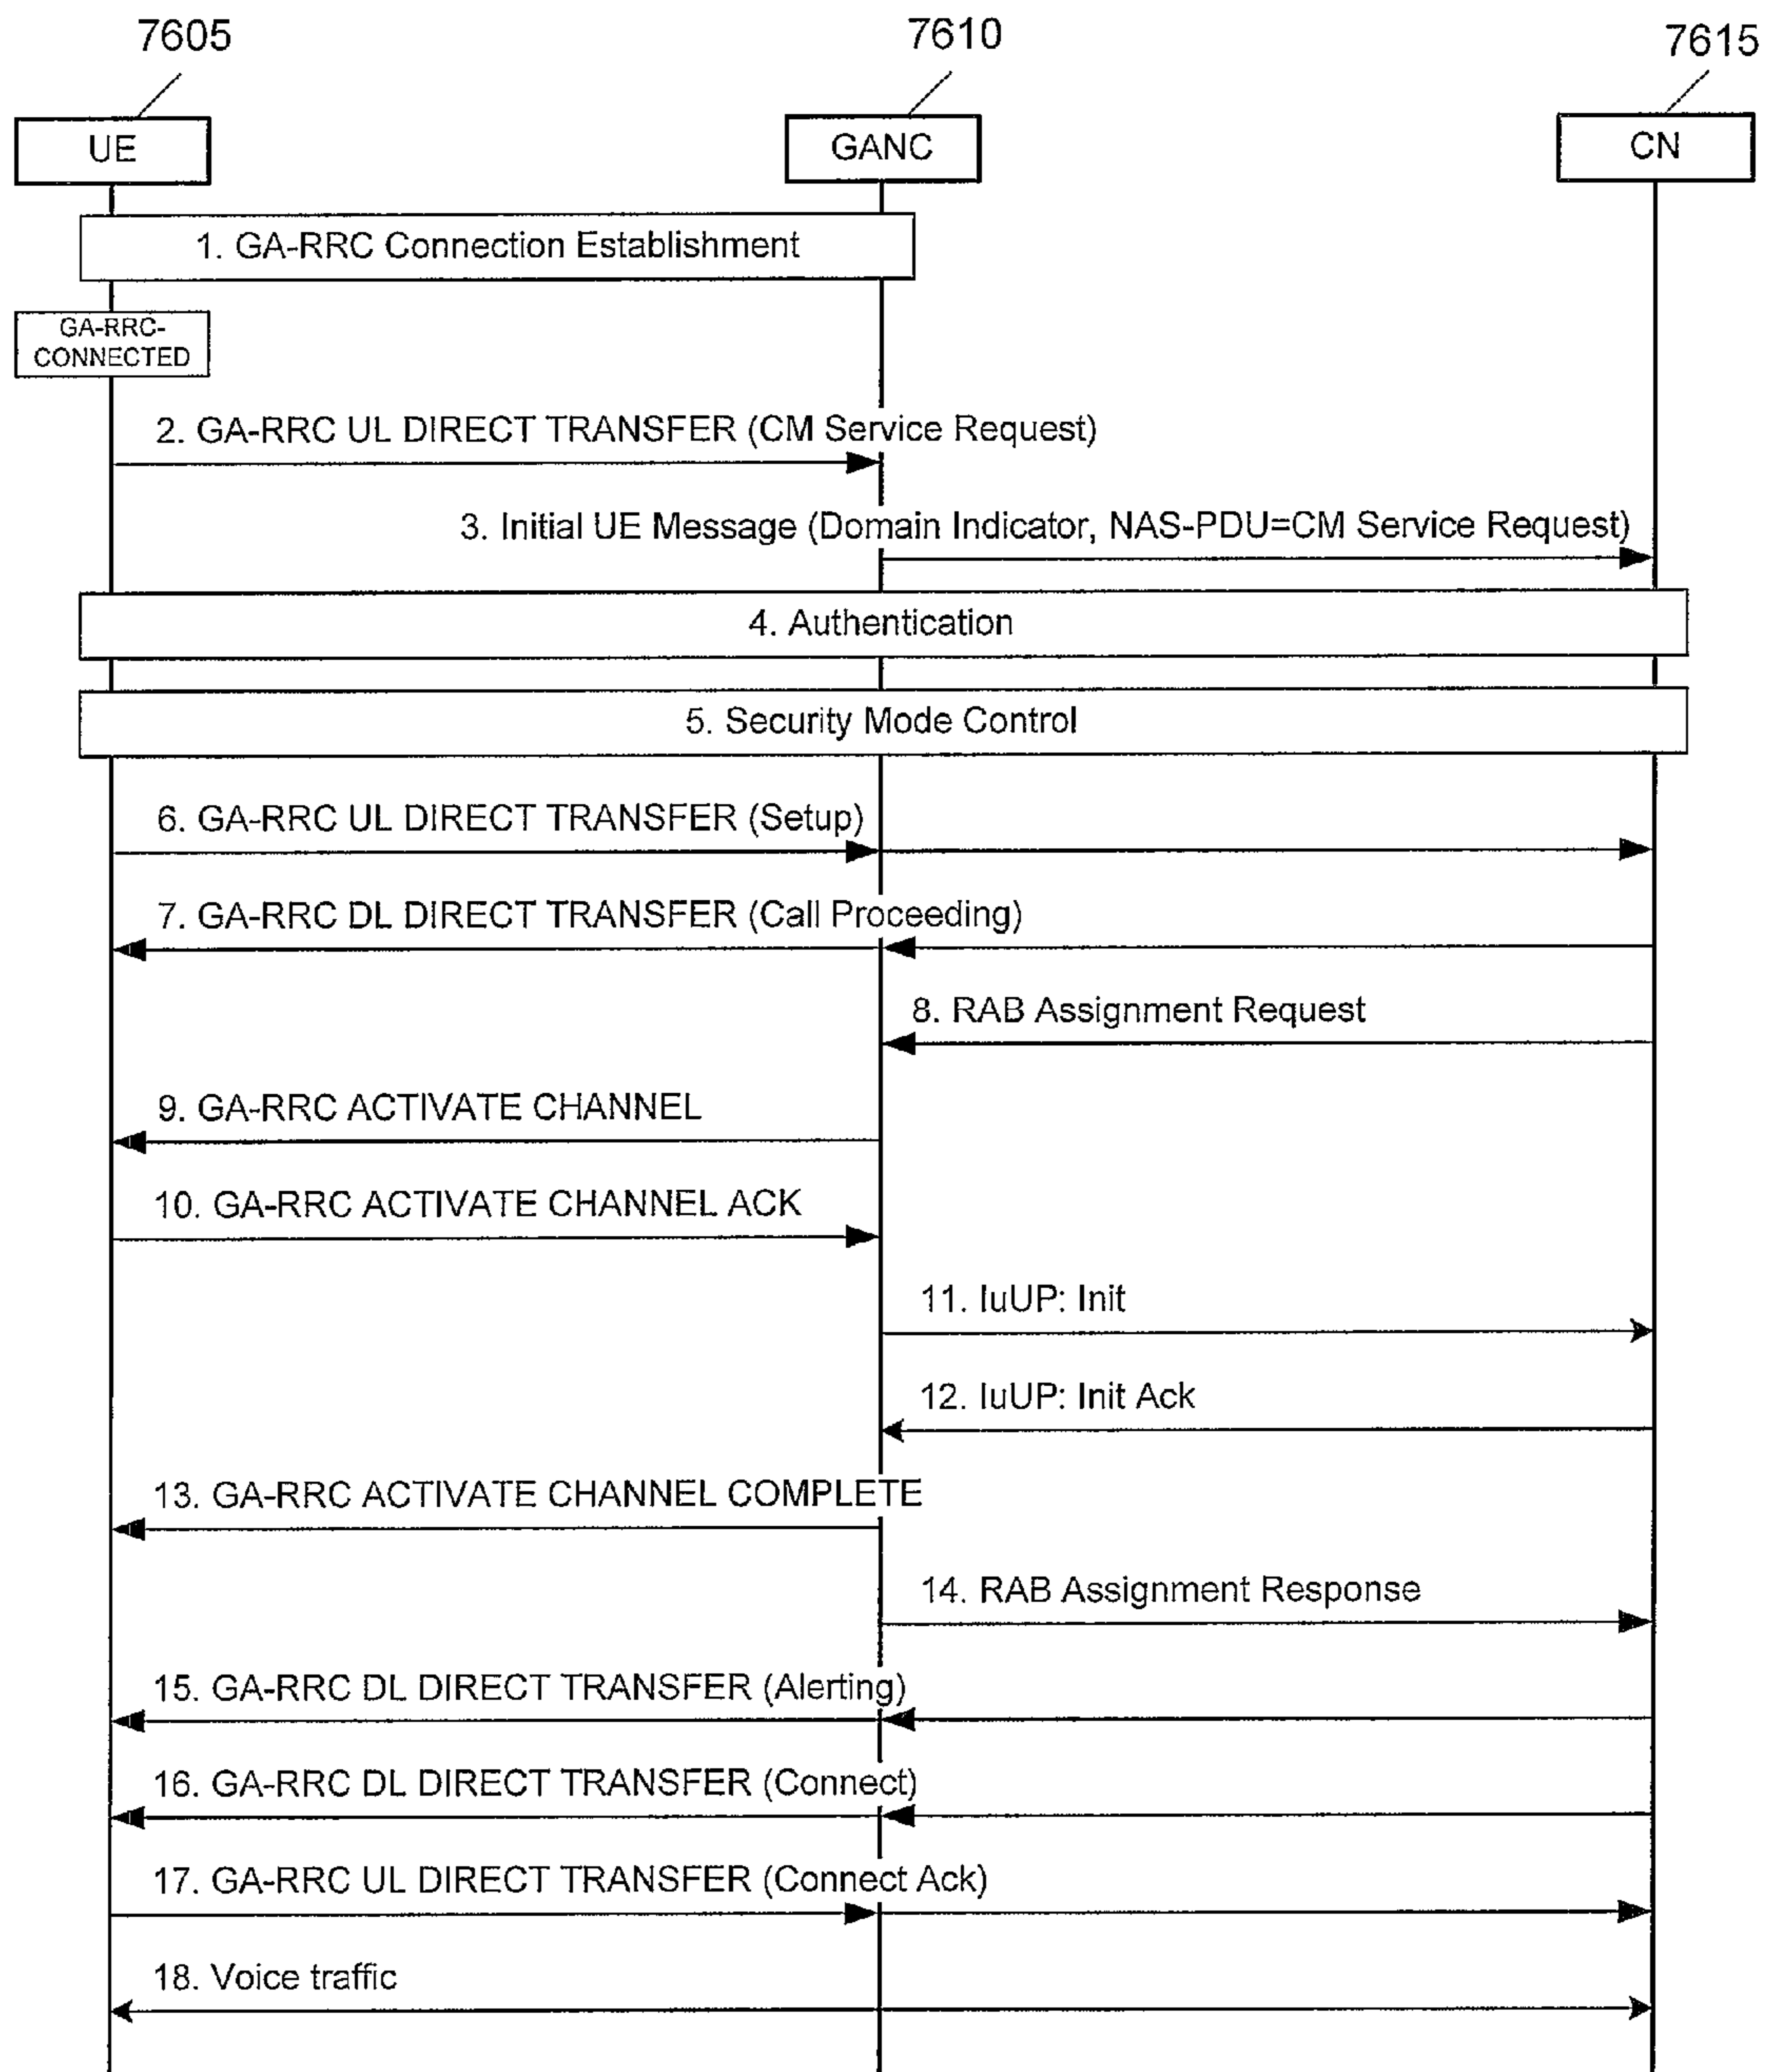 7605
7610
7615
UE
GANC
CN
1. GA-RRC Connection Establishment
GA-RRC-
CONNECTED
2. GA-RRC UL DIRECT TRANSFER (CM Service Request)
3. Initial UE Message (Domain Indicator, NAS-PDU=CM Service Request)
4. Authentication
5. Security Mode Control
6. GA-RRC UL DIRECT TRANSFER (Setup)
7. GA-RRC DL DIRECT TRANSFER (Call Proceeding)
8. RAB Assignment Request
9. GA-RRC ACTIVATE CHANNEL
10. GA-RRC ACTIVATE CHANNEL ACK
11. IuUP: Init
12. IuUP: Init Ack
13. GA-RRC ACTIVATE CHANNEL COMPLETE
14. RAB Assignment Response
15. GA-RRC DL DIRECT TRANSFER (Alerting)
16. GA-RRC DL DIRECT TRANSFER (Connect)
17. GA-RRC UL DIRECT TRANSFER (Connect Ack)
18. Voice traffic